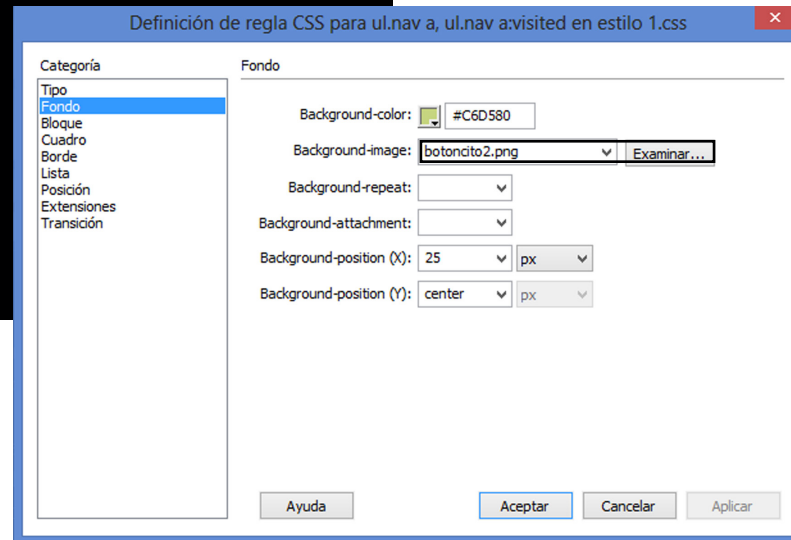 Definición de regla CSS para ul.nav a, ul.nav a:visited en estilo 1.css
Categoría
Tipo
Fondo
Bloque
Cuadro
Borde
Lista
Posición
Extensiones
Transición
Fondo
Background-color: #C6D580
Background-image: botoncito2.png Examinar...
Background-repeat:
Background-attachment:
Background-position (X): 25 px
Background-position (Y): center px
Ayuda Aceptar Cancelar Aplicar